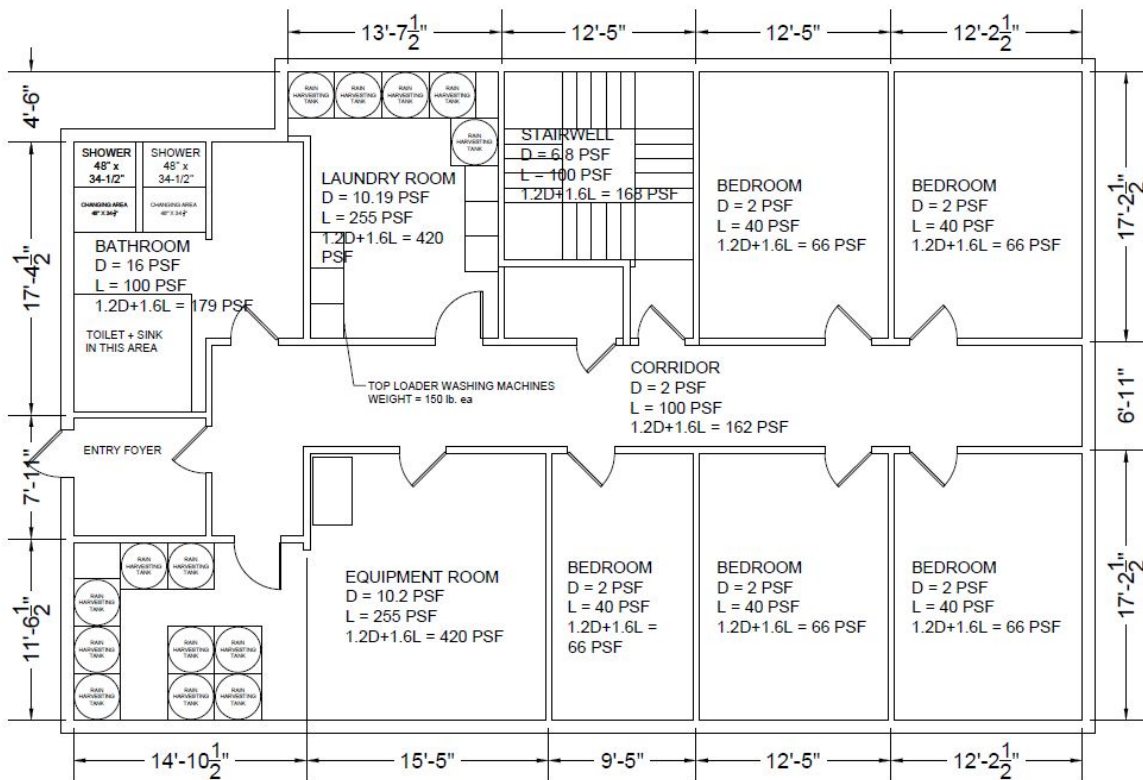 13'-7 1/2"
12'-5"
12'-5"
12'-2 1/2"
4'-6"
17'-4 1/2"
7'-11"
11'-6 1/2"
RAIN
HARVESTING
TANK
RAIN
HARVESTING
TANK
RAIN
HARVESTING
TANK
RAIN
HARVESTING
TANK
RAIN
HARVESTING
TANK
SHOWER
48" x
34-1/2"
SHOWER
48" x
34-1/2"
CHANGING AREA
CHANGING AREA
BATHROOM
D = 16 PSF
L = 100 PSF
1.2D+1.6L = 179 PSF
TOILET + SINK
IN THIS AREA
LAUNDRY ROOM
D = 10.19 PSF
L = 255 PSF
1.2D+1.6L = 420
PSF
STAIRWELL
D = 6.8 PSF
L = 100 PSF
1.2D+1.6L = 168 PSF
BEDROOM
D = 2 PSF
L = 40 PSF
1.2D+1.6L = 66 PSF
BEDROOM
D = 2 PSF
L = 40 PSF
1.2D+1.6L = 66 PSF
17'-2 1/2"
6'-11"
17'-2 1/2"
TOP LOADER WASHING MACHINES
WEIGHT = 150 lb. ea
CORRIDOR
D = 2 PSF
L = 100 PSF
1.2D+1.6L = 162 PSF
ENTRY FOYER
RAIN
HARVESTING
TANK
RAIN
HARVESTING
TANK
RAIN
HARVESTING
TANK
RAIN
HARVESTING
TANK
RAIN
HARVESTING
TANK
RAIN
HARVESTING
TANK
RAIN
HARVESTING
TANK
RAIN
HARVESTING
TANK
RAIN
HARVESTING
TANK
EQUIPMENT ROOM
D = 10.2 PSF
L = 255 PSF
1.2D+1.6L = 420 PSF
BEDROOM
D = 2 PSF
L = 40 PSF
1.2D+1.6L =
66 PSF
BEDROOM
D = 2 PSF
L = 40 PSF
1.2D+1.6L = 66 PSF
BEDROOM
D = 2 PSF
L = 40 PSF
1.2D+1.6L = 66 PSF
14'-10 1/2"
15'-5"
9'-5"
12'-5"
12'-2 1/2"